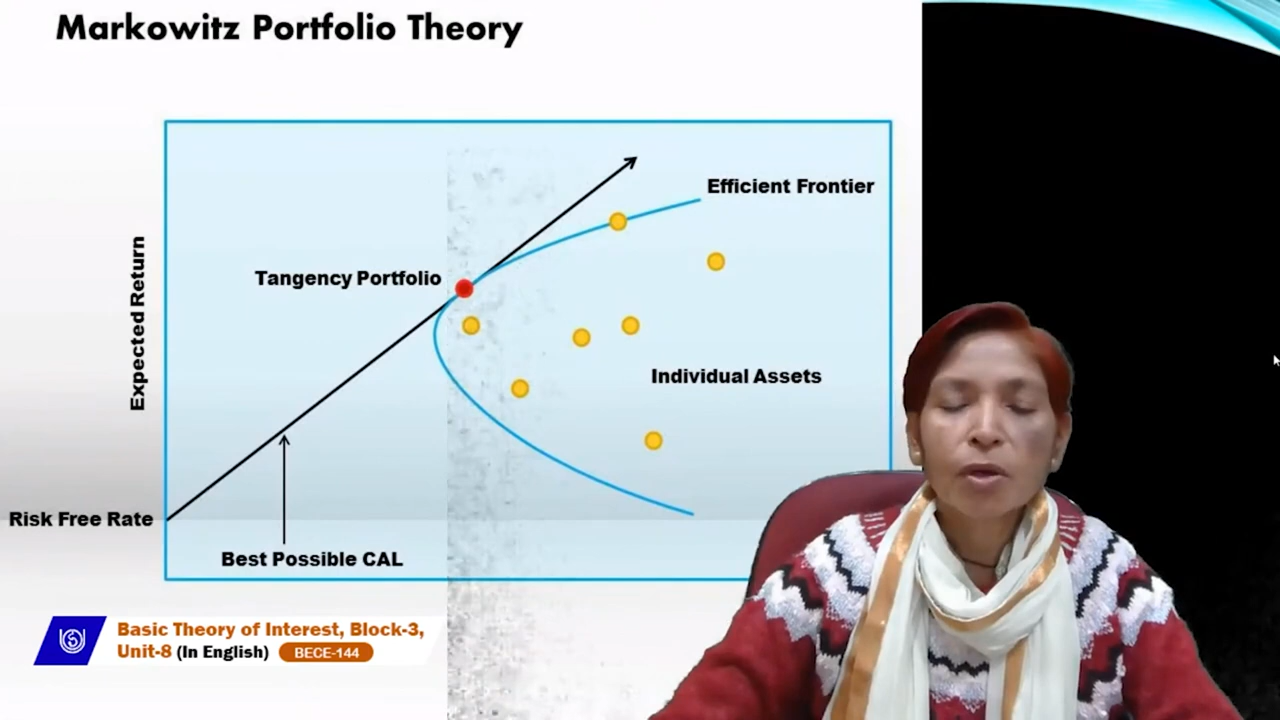 Markowitz Portfolio Theory
Efficient Frontier
Tangency Portfolio
Expected Return
Individual Assets
Risk Free Rate
Best Possible CAL
Basic Theory of Interest, Block-3,
Unit-8 (In English) BECE-144